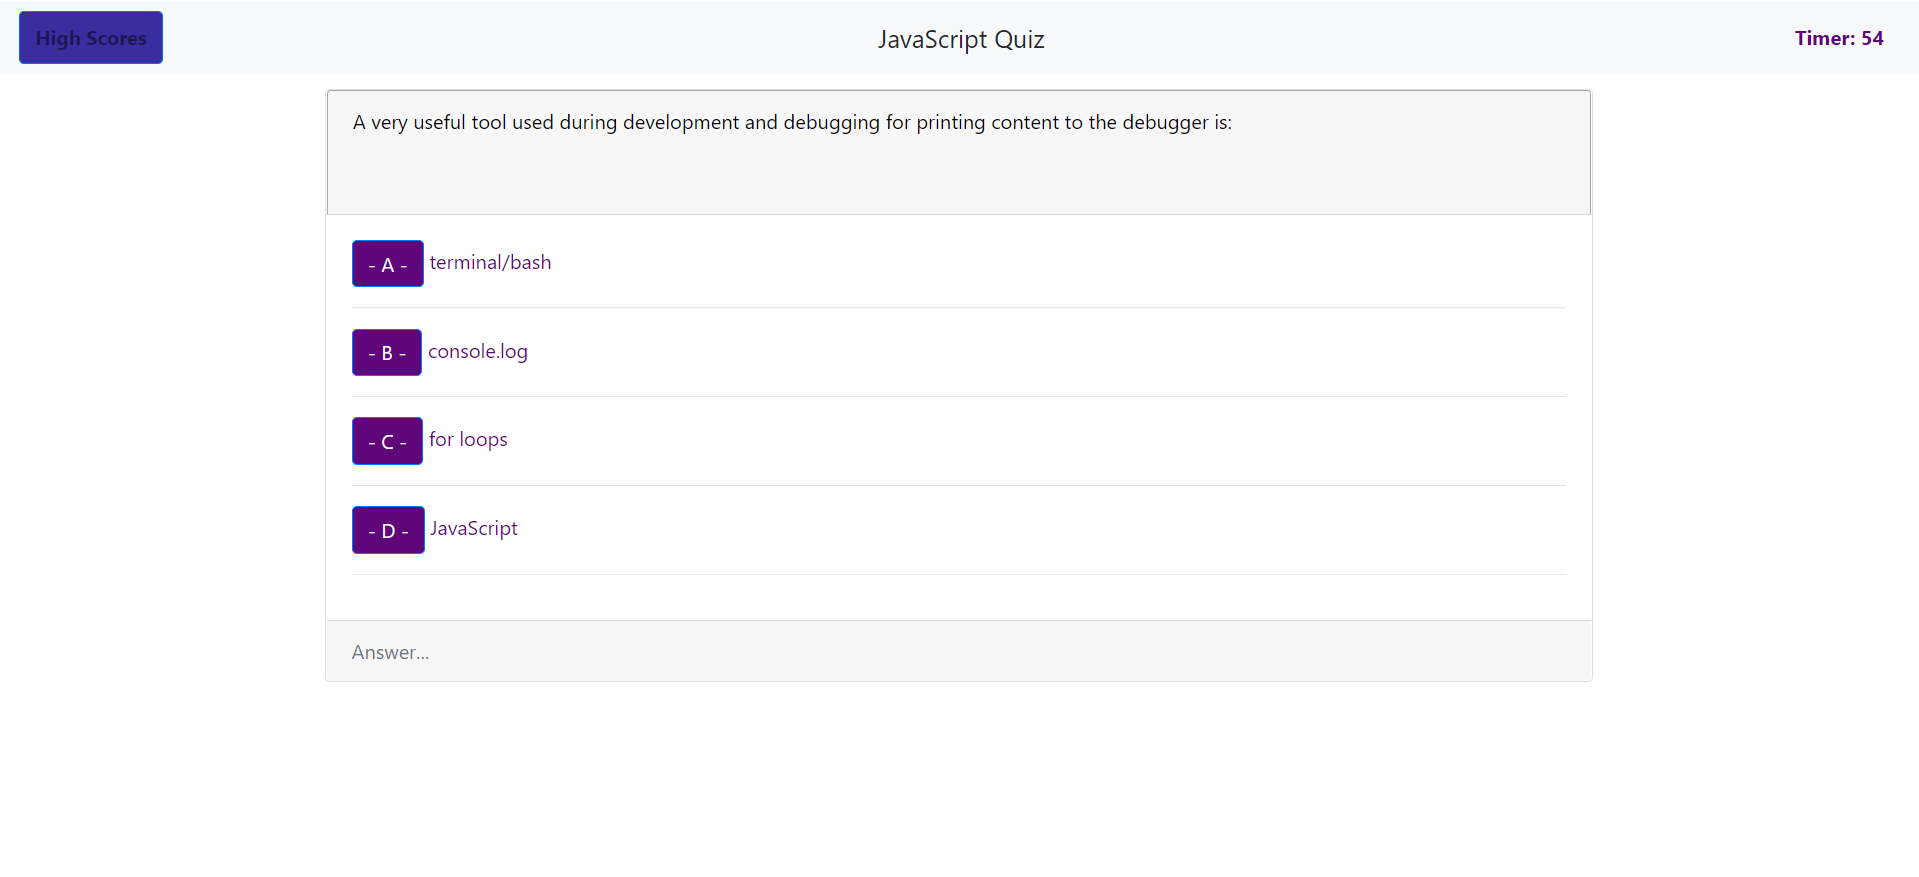 High Scores
JavaScript Quiz
Timer: 54
A very useful tool used during development and debugging for printing content to the debugger is:
- A - terminal/bash
- B - console.log
- C - for loops
- D - JavaScript
Answer...